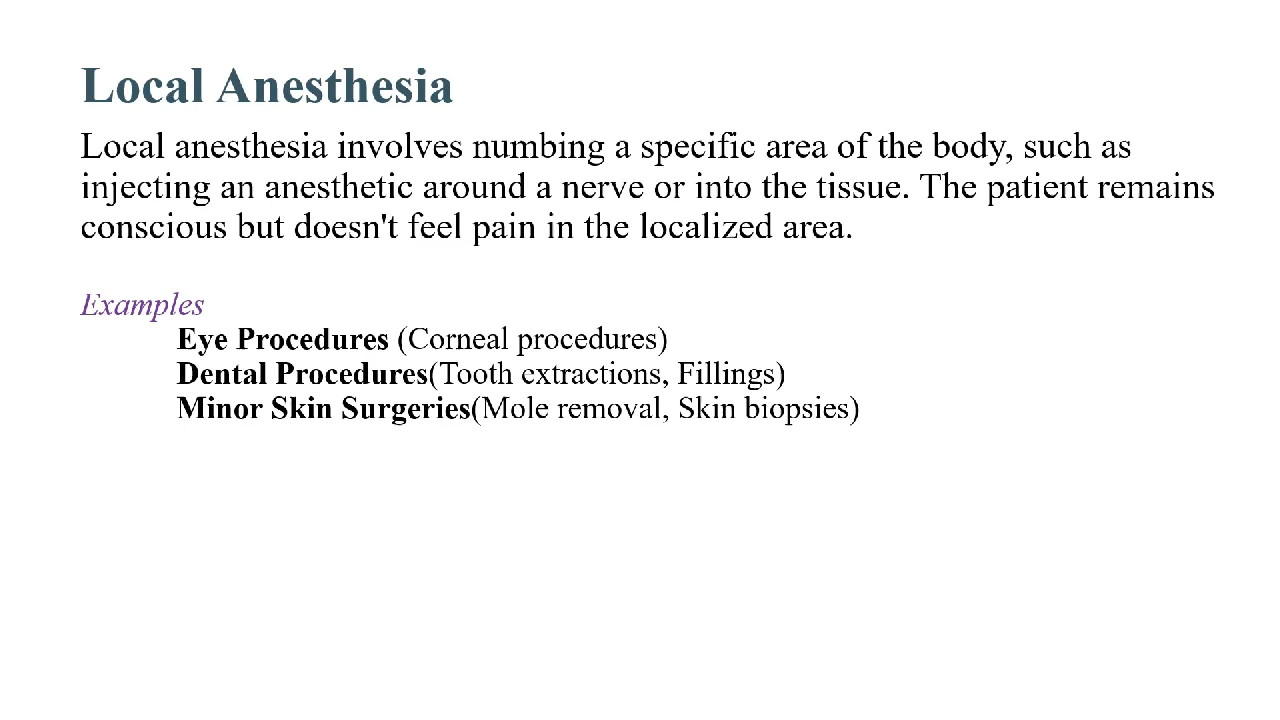 Local Anesthesia
Local anesthesia involves numbing a specific area of the body, such as
injecting an anesthetic around a nerve or into the tissue. The patient remains
conscious but doesn't feel pain in the localized area.
Examples
Eye Procedures (Corneal procedures)
Dental Procedures(Tooth extractions, Fillings)
Minor Skin Surgeries(Mole removal, Skin biopsies)